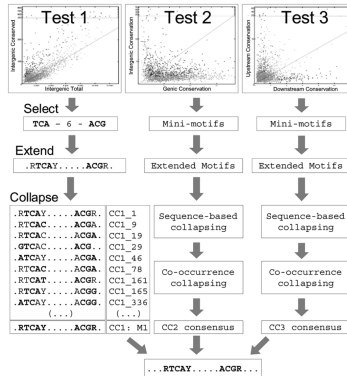 Test 1
Test 2
Test 3
Intergenic Conserved
Intergenic Total
Intergenic Conservation
Genic Conservation
Upstream Conservation
Downstream Conservation
Select
TCA - 6 - ACG
Mini-motifs
Mini-motifs
Extend
.RTCAY.....ACGR.
Extended Motifs
Extended Motifs
Collapse
.RTCAY.....ACGR. CC1_1
.RTCAC.....ACGA. CC1_9
.RTCAC.....ACGA. CC1_19
.GTCAC.....ACG. CC1_29
.ATCAY.....ACGA. CC1_46
.RTCAC.....ACGA. CC1_78
.RTCAT.....ACGR. CC1_161
.RTCAY.....ACGG. CC1_165
.ATCAY.....ACGG. CC1_336
(...) (...)
.RTCAY.....ACGR. CC1: M1
Sequence-based
collapsing
Co-occurrence
collapsing
CC2 consensus
Sequence-based
collapsing
Co-occurrence
collapsing
CC3 consensus
...RTCAY.....ACGR...